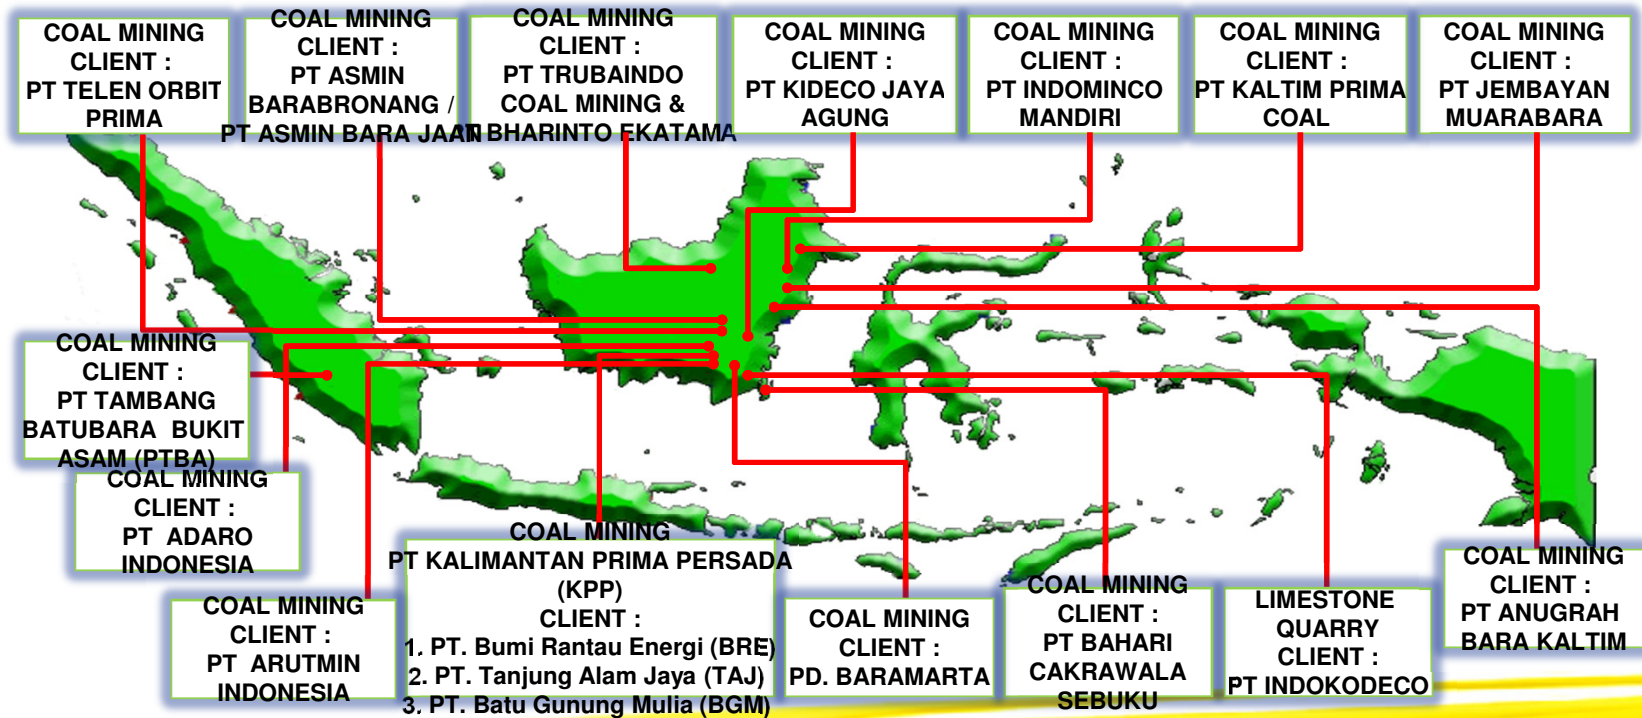 COAL MINING
CLIENT :
PT TELEN ORBIT
PRIMA
COAL MINING
CLIENT :
PT ASMIN
BARABRONANG /
PT ASMIN BARA JAAN
COAL MINING
CLIENT :
PT TRUBAINDO
COAL MINING &
BHARINTO EKATAMA
COAL MINING
CLIENT :
PT KIDECO JAYA
AGUNG
COAL MINING
CLIENT :
PT INDOMINCO
MANDIRI
COAL MINING
CLIENT :
PT KALTIM PRIMA
COAL
COAL MINING
CLIENT :
PT JEMBAYAN
MUARABARA
COAL MINING
CLIENT :
PT TAMBANG
BATUBARA BUKIT
ASAM (PTBA)
COAL MINING
CLIENT :
PT ADARO
INDONESIA
COAL MINING
CLIENT :
PT ARUTMIN
INDONESIA
COAL MINING
PT KALIMANTAN PRIMA PERSADA
(KPP)
CLIENT :
1. PT. Bumi Rantau Energi (BRE)
2. PT. Tanjung Alam Jaya (TAJ)
3. PT. Batu Gunung Mulia (BGM)
COAL MINING
CLIENT :
PD. BARAMARTA
COAL MINING
CLIENT :
PT BAHARI
CAKRAWALA
SEBUKU
LIMESTONE
QUARRY
CLIENT :
PT INDOKODECO
COAL MINING
CLIENT :
PT ANUGRAH
BARA KALTIM